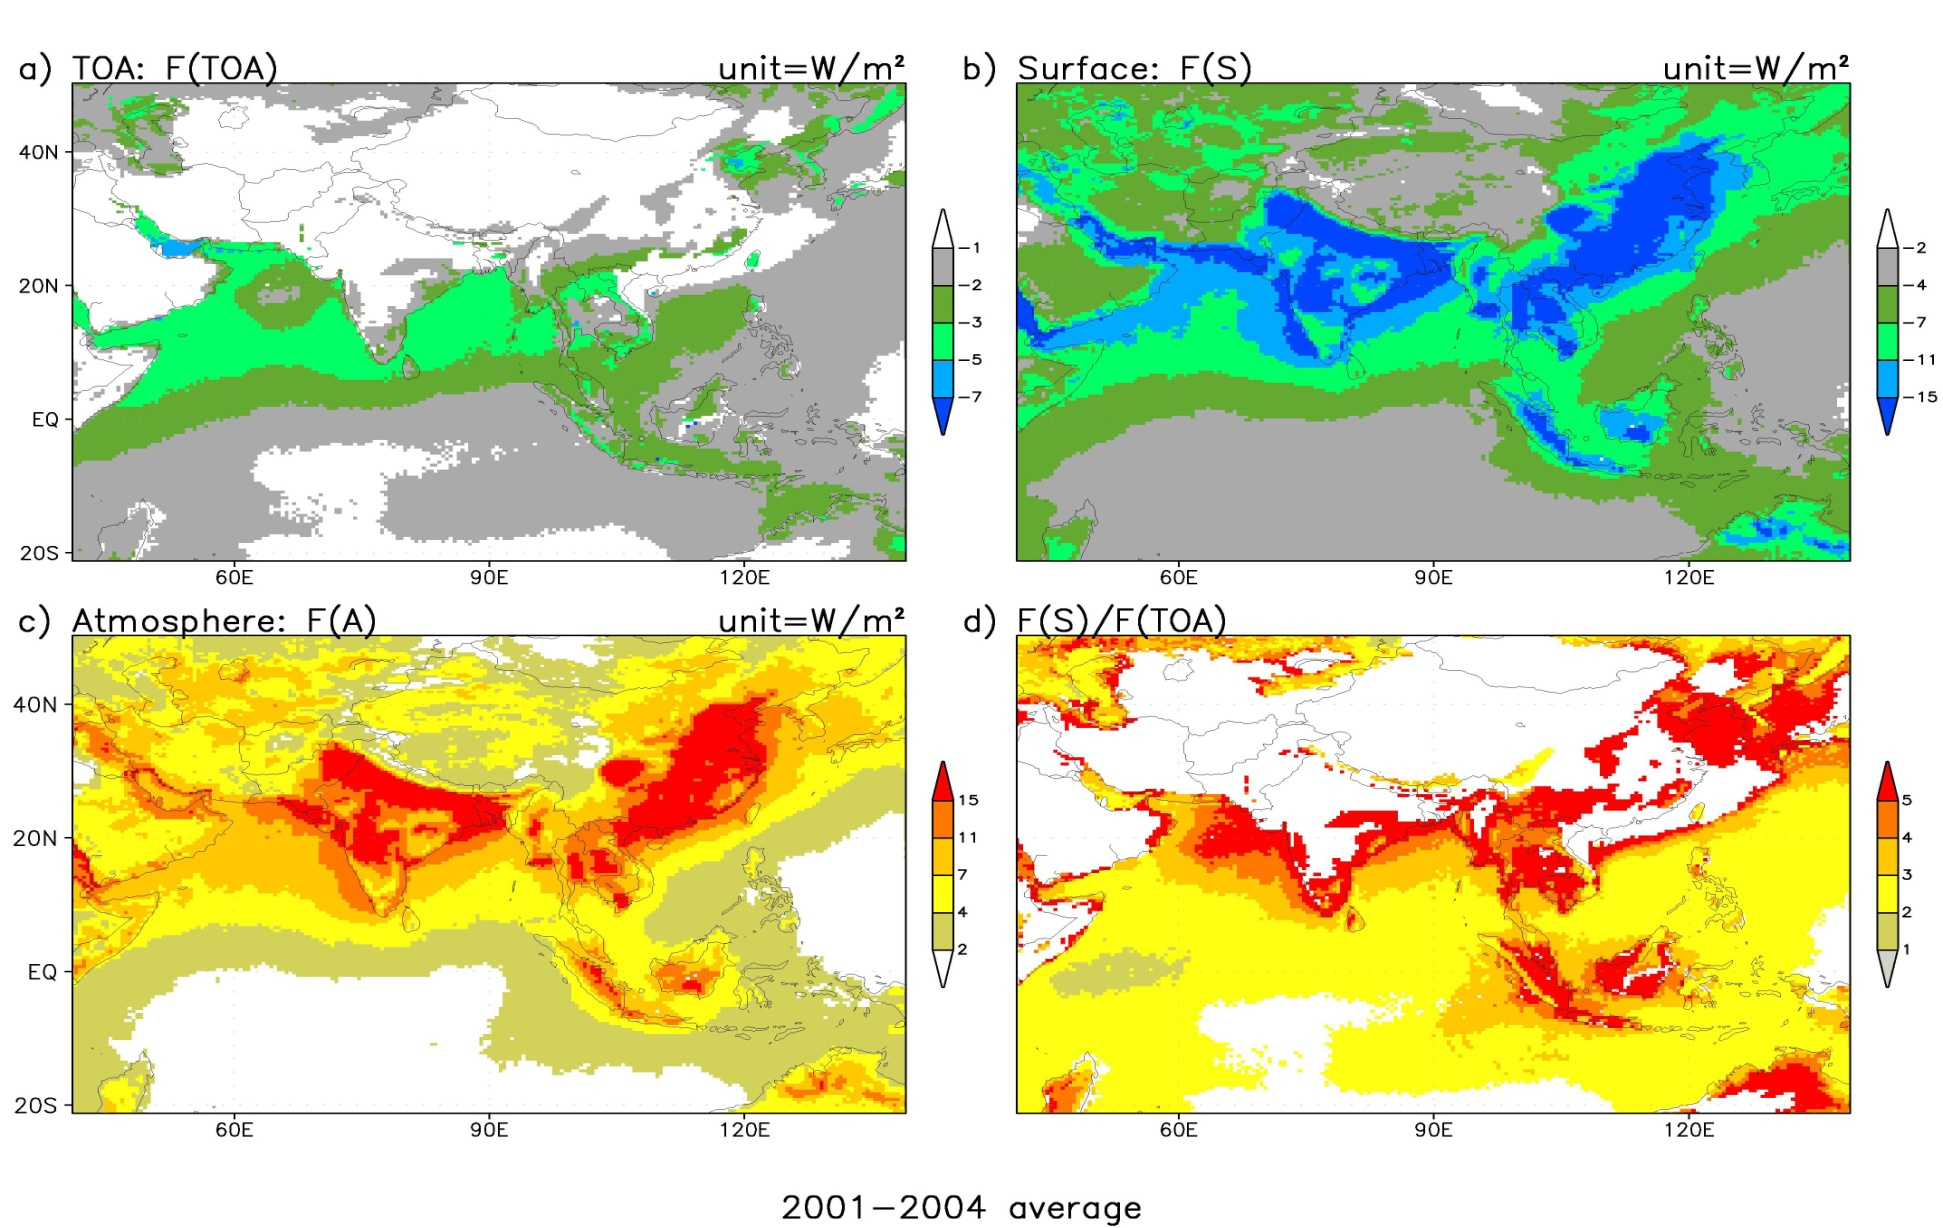 a) TOA: F(TOA) unit=W/m²
40N
20N
EQ
20S
60E 90E 120E
−1
−2
−3
−5
−7
b) Surface: F(S) unit=W/m²
60E 90E 120E
−2
−4
−7
−11
−15
c) Atmosphere: F(A) unit=W/m²
40N
20N
EQ
20S
60E 90E 120E
15
11
7
4
2
d) F(S)/F(TOA)
60E 90E 120E
5
4
3
2
1
2001−2004 average